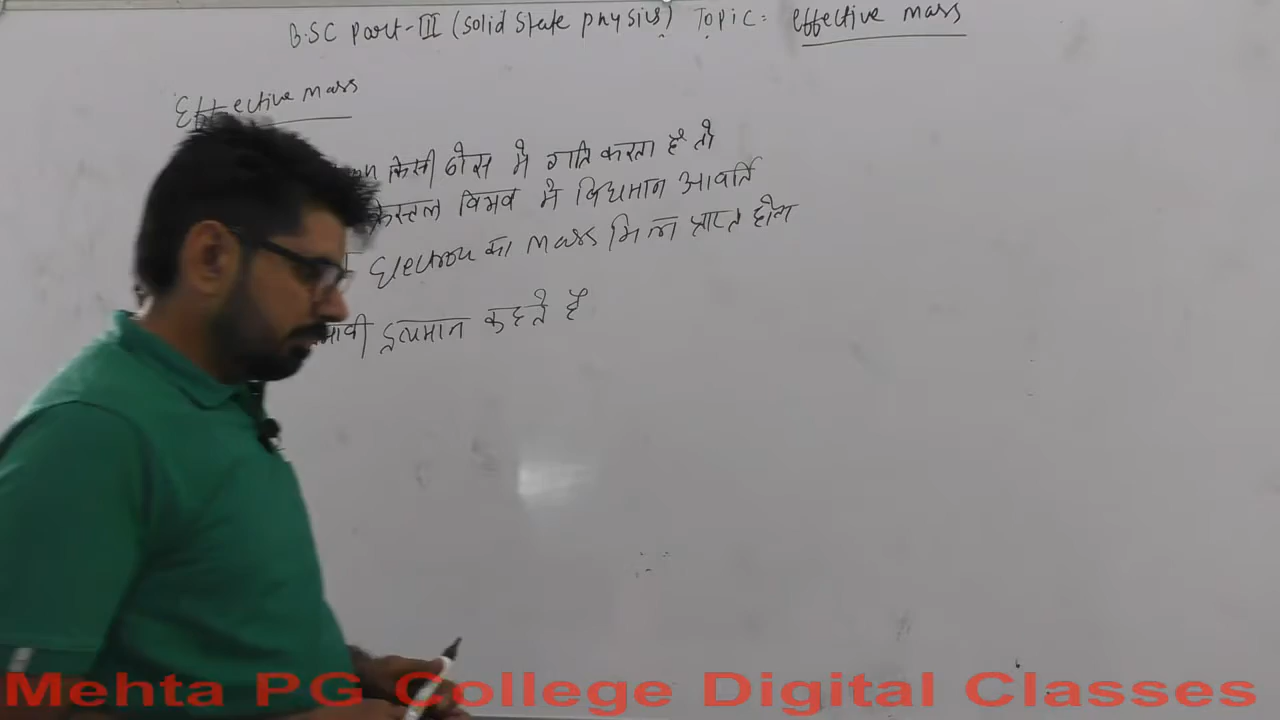 B.SC Part-III (Solid State physics) Topic: effective mass
Effective mass
किसी ठोस में गति करता है तो
क्रिस्टल विभव में विद्यमान आवर्ति
Electron का mass भिन्न प्राप्त होता
द्रव्यमान कहते है
Mehta PG College Digital Classes